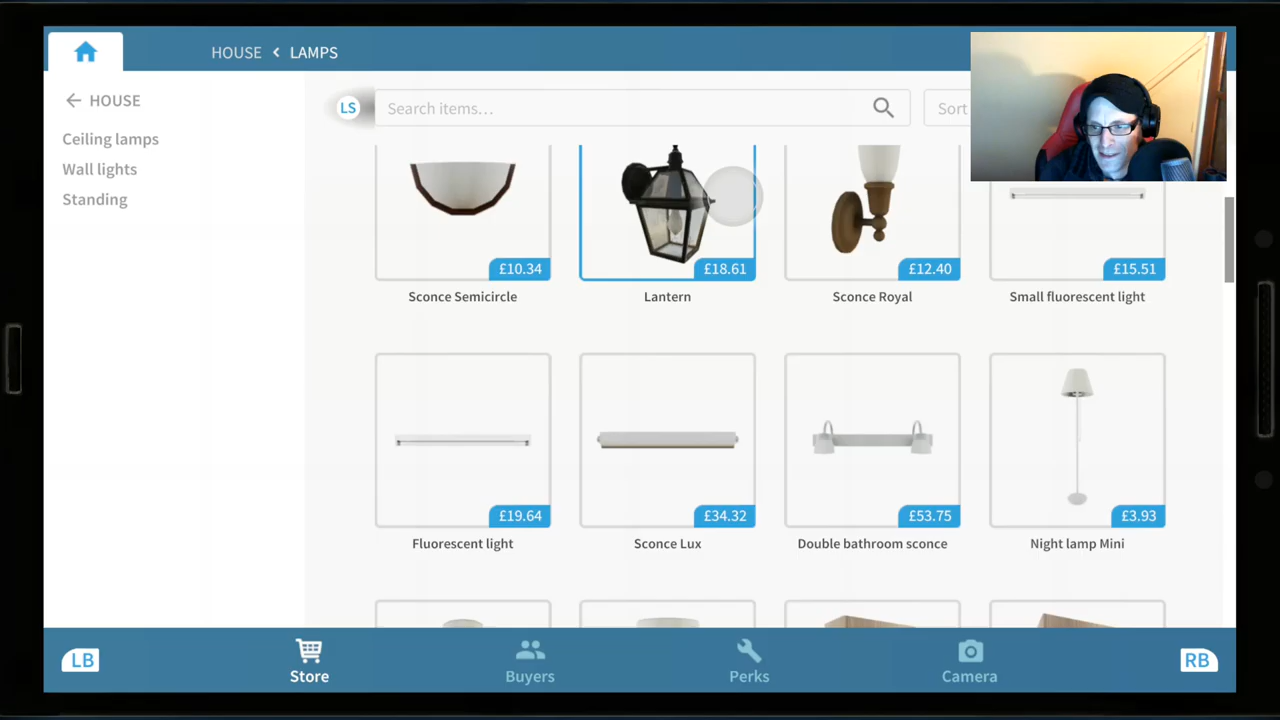 HOUSE < LAMPS
HOUSE
Ceiling lamps
Wall lights
Standing
LS
Search items...
Sort
£10.34
£18.61
£12.40
£15.51
Sconce Semicircle
Lantern
Sconce Royal
Small fluorescent light
£19.64
£34.32
£53.75
£3.93
Fluorescent light
Sconce Lux
Double bathroom sconce
Night lamp Mini
LB
Store
Buyers
Perks
Camera
RB